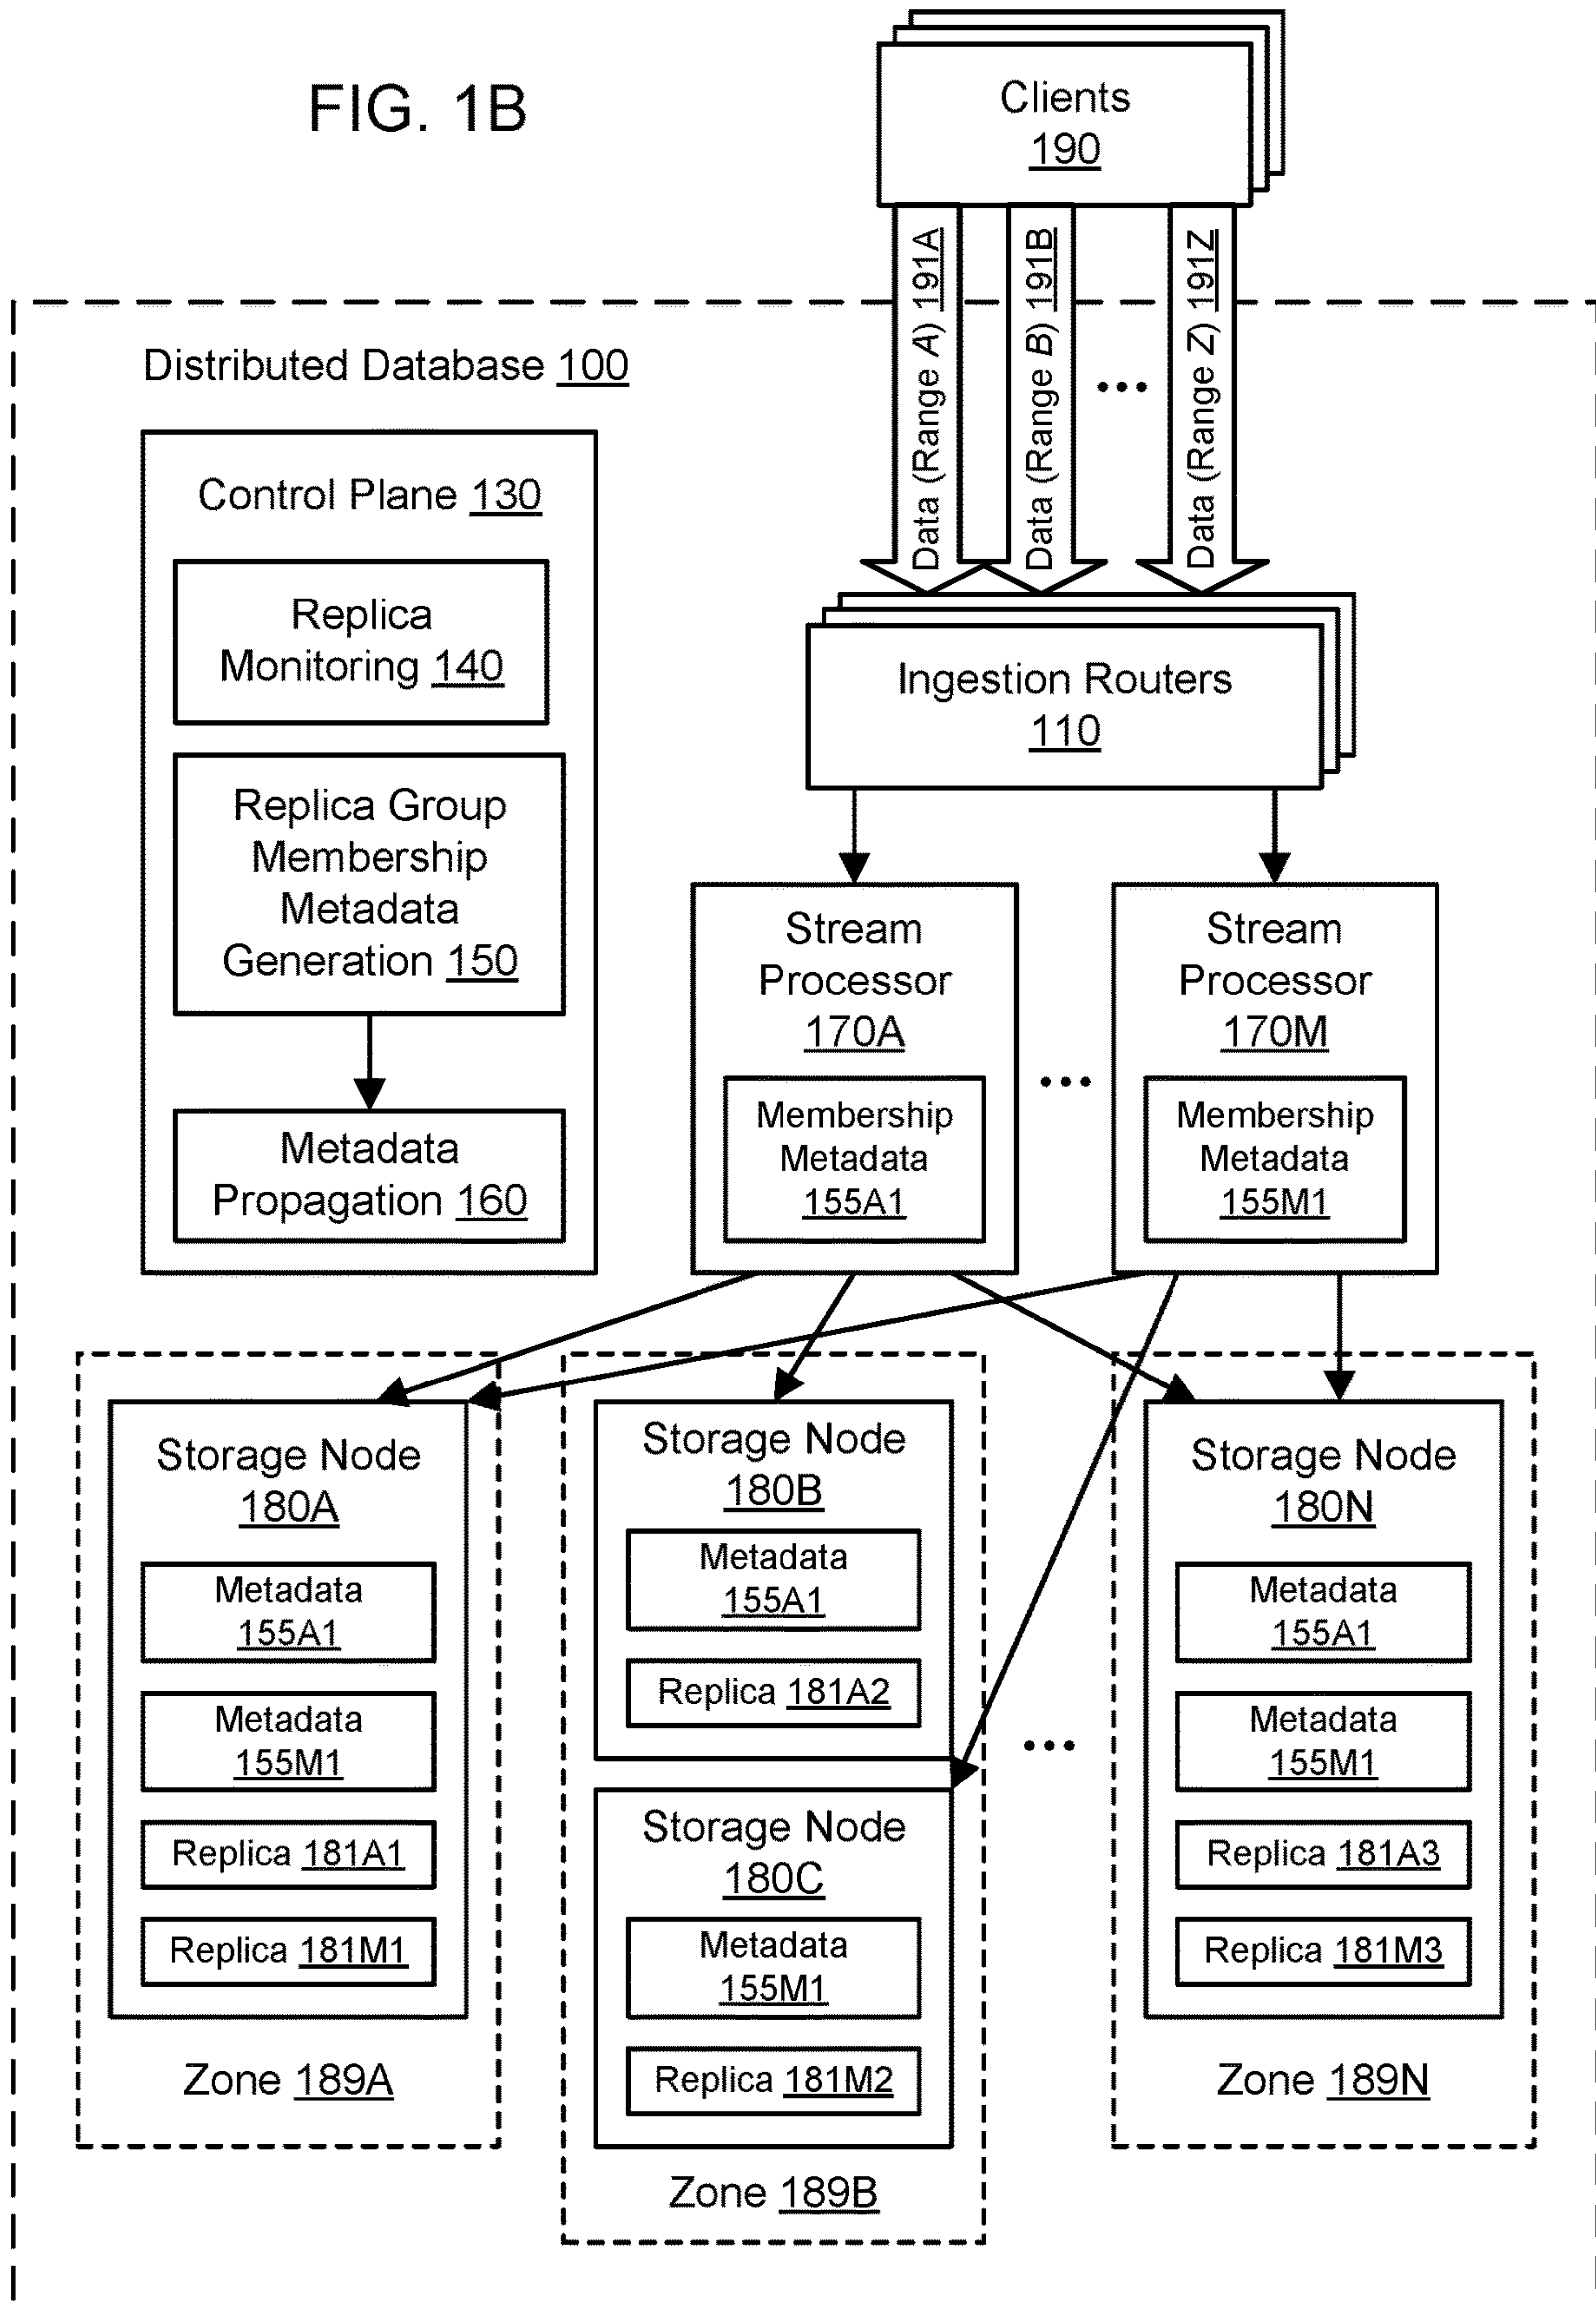 FIG. 1B
Clients
190
Data (Range A) 191A
Data (Range B) 191B
...
Data (Range Z) 191Z
Distributed Database 100
Control Plane 130
Replica
Monitoring 140
Replica Group
Membership
Metadata
Generation 150
Metadata
Propagation 160
Ingestion Routers
110
Stream
Processor
170A
Membership
Metadata
155A1
...
Stream
Processor
170M
Membership
Metadata
155M1
Storage Node
180A
Metadata
155A1
Metadata
155M1
Replica 181A1
Replica 181M1
Zone 189A
Storage Node
180B
Metadata
155A1
Replica 181A2
Storage Node
180C
Metadata
155M1
Replica 181M2
Zone 189B
...
Storage Node
180N
Metadata
155A1
Metadata
155M1
Replica 181A3
Replica 181M3
Zone 189N